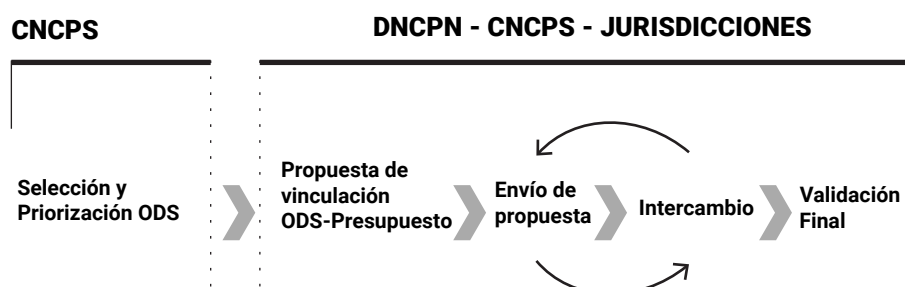 CNCPS
DNCPN - CNCPS - JURISDICCIONES
Selección y
Priorización ODS
Propuesta de
vinculación
ODS-Presupuesto
Envío de
propuesta
Intercambio
Validación
Final